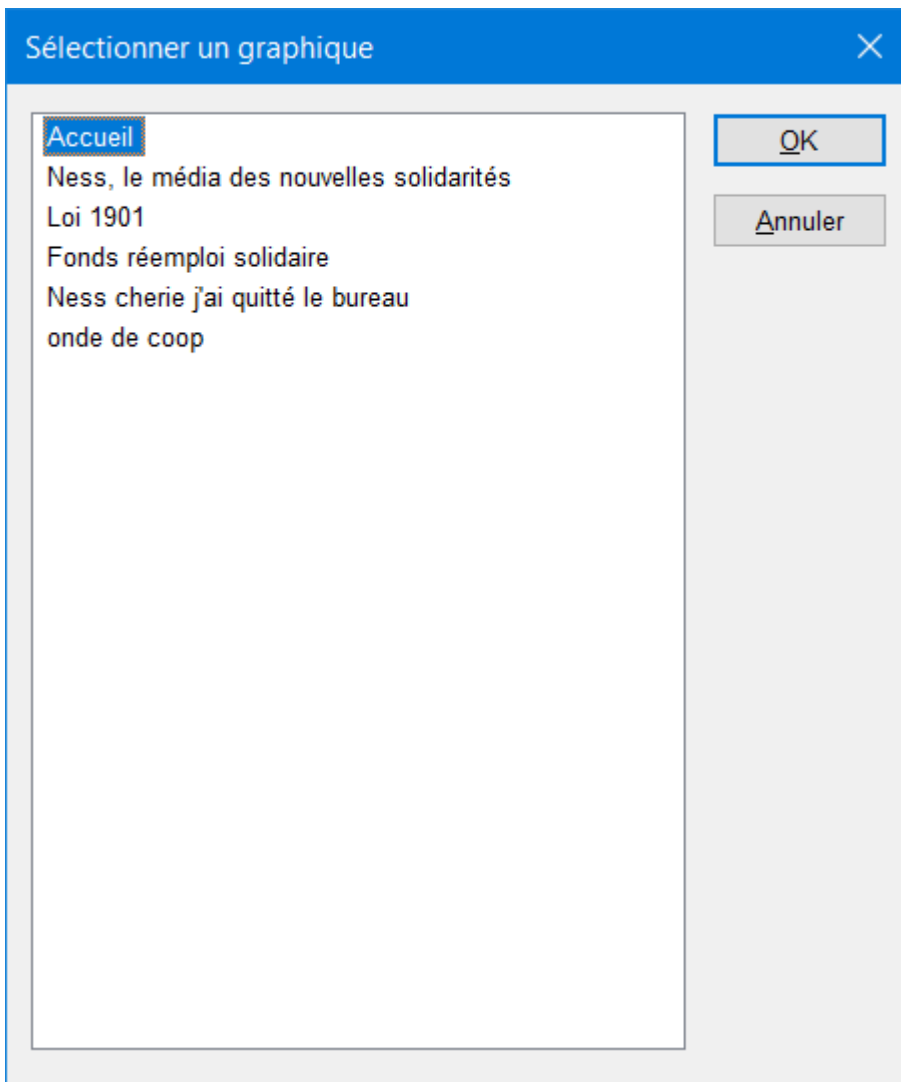 Sélectionner un graphique
Accueil
Ness, le média des nouvelles solidarités
Loi 1901
Fonds réemploi solidaire
Ness cherie j'ai quitté le bureau
onde de coop
OK
Annuler